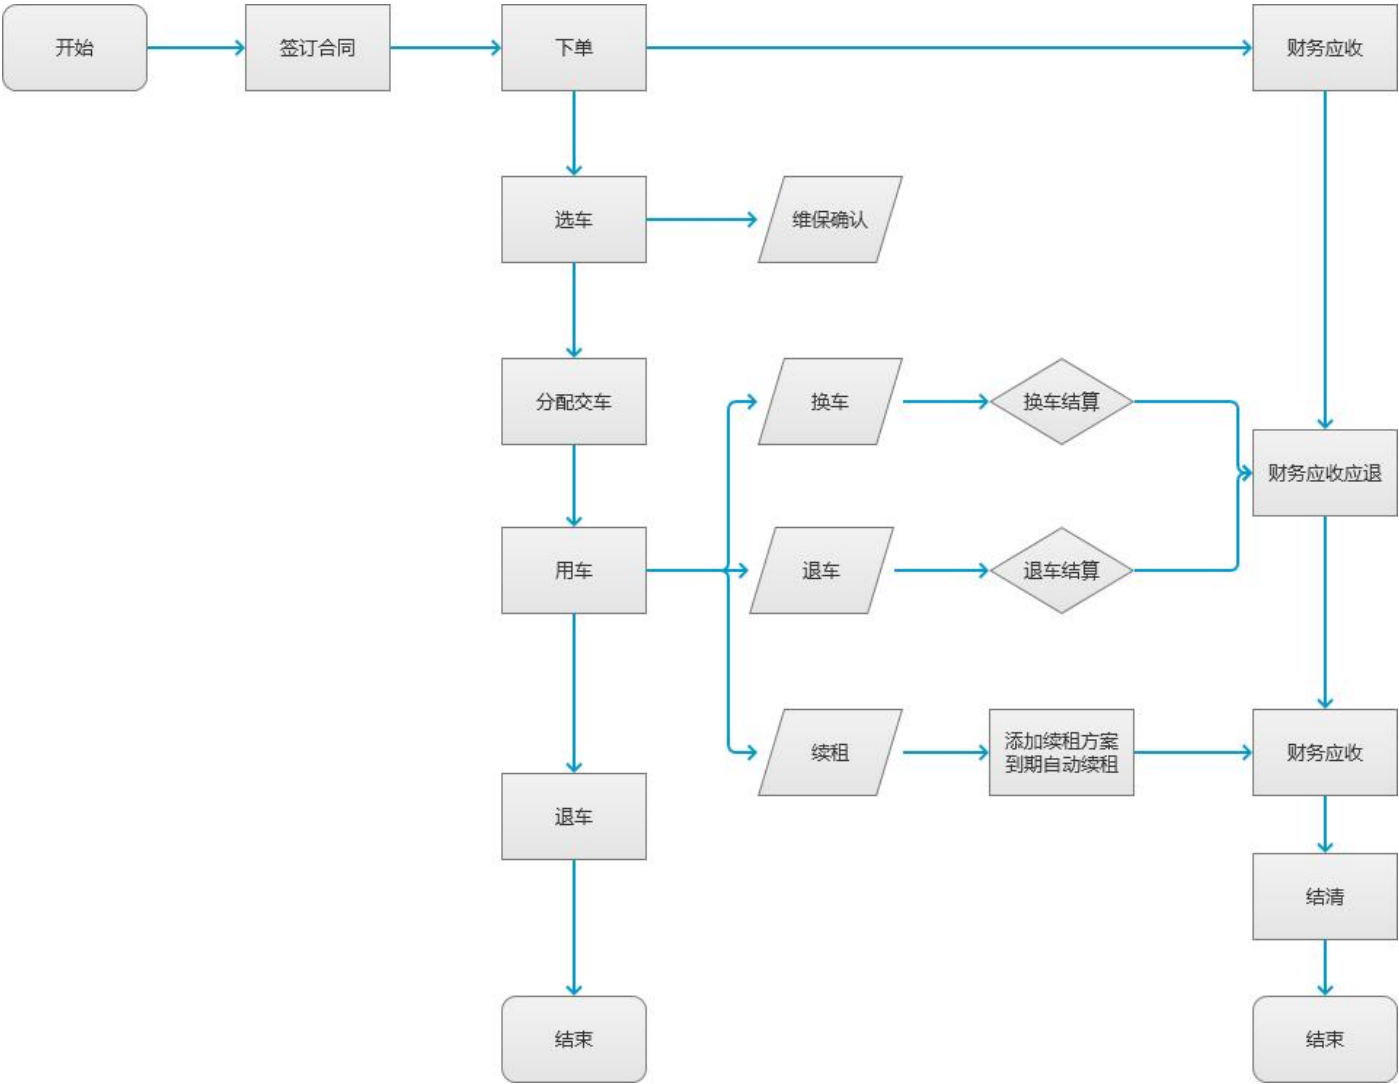 开始
签订合同
下单
财务应收
选车
维保确认
分配交车
换车
换车结算
财务应收应退
用车
退车
退车结算
续租
添加续租方案
到期自动续租
财务应收
退车
结清
结束
结束